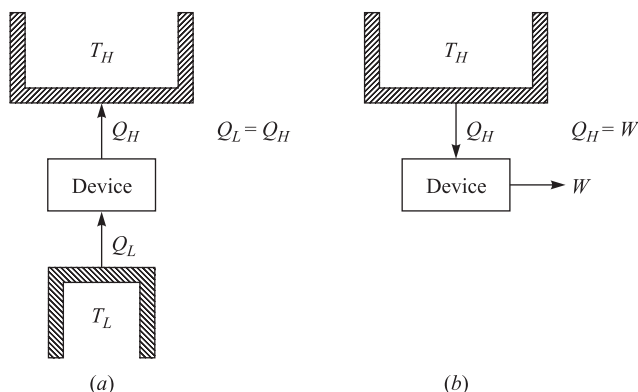 T_H
Q_H
Q_L = Q_H
Device
Q_L
T_L
(a)
T_H
Q_H
Q_H = W
Device
W
(b)